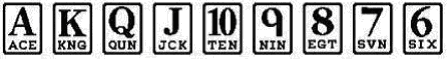 A K Q J 10 9 8 7 6
ACE KNG QUN JCK TEN NIN EGT SVN SIX